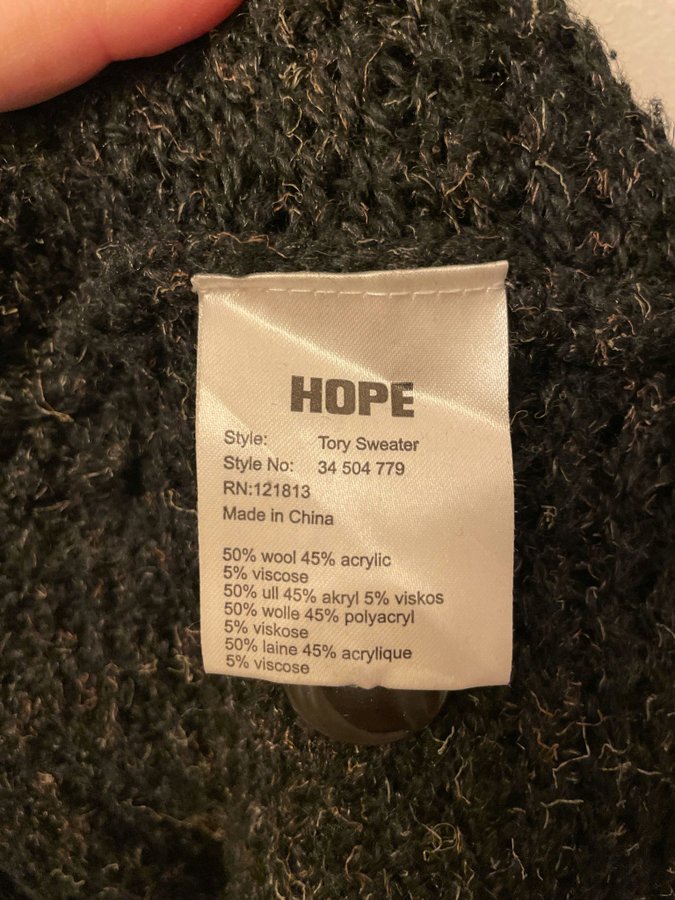 HOPE
Style: Tory Sweater
Style No: 34 504 779
RN:121813
Made in China
50% wool 45% acrylic
5% viscose
50% ull 45% akryl 5% viskos
50% wolle 45% polyacryl
5% viskose
50% laine 45% acrylique
5% viscose